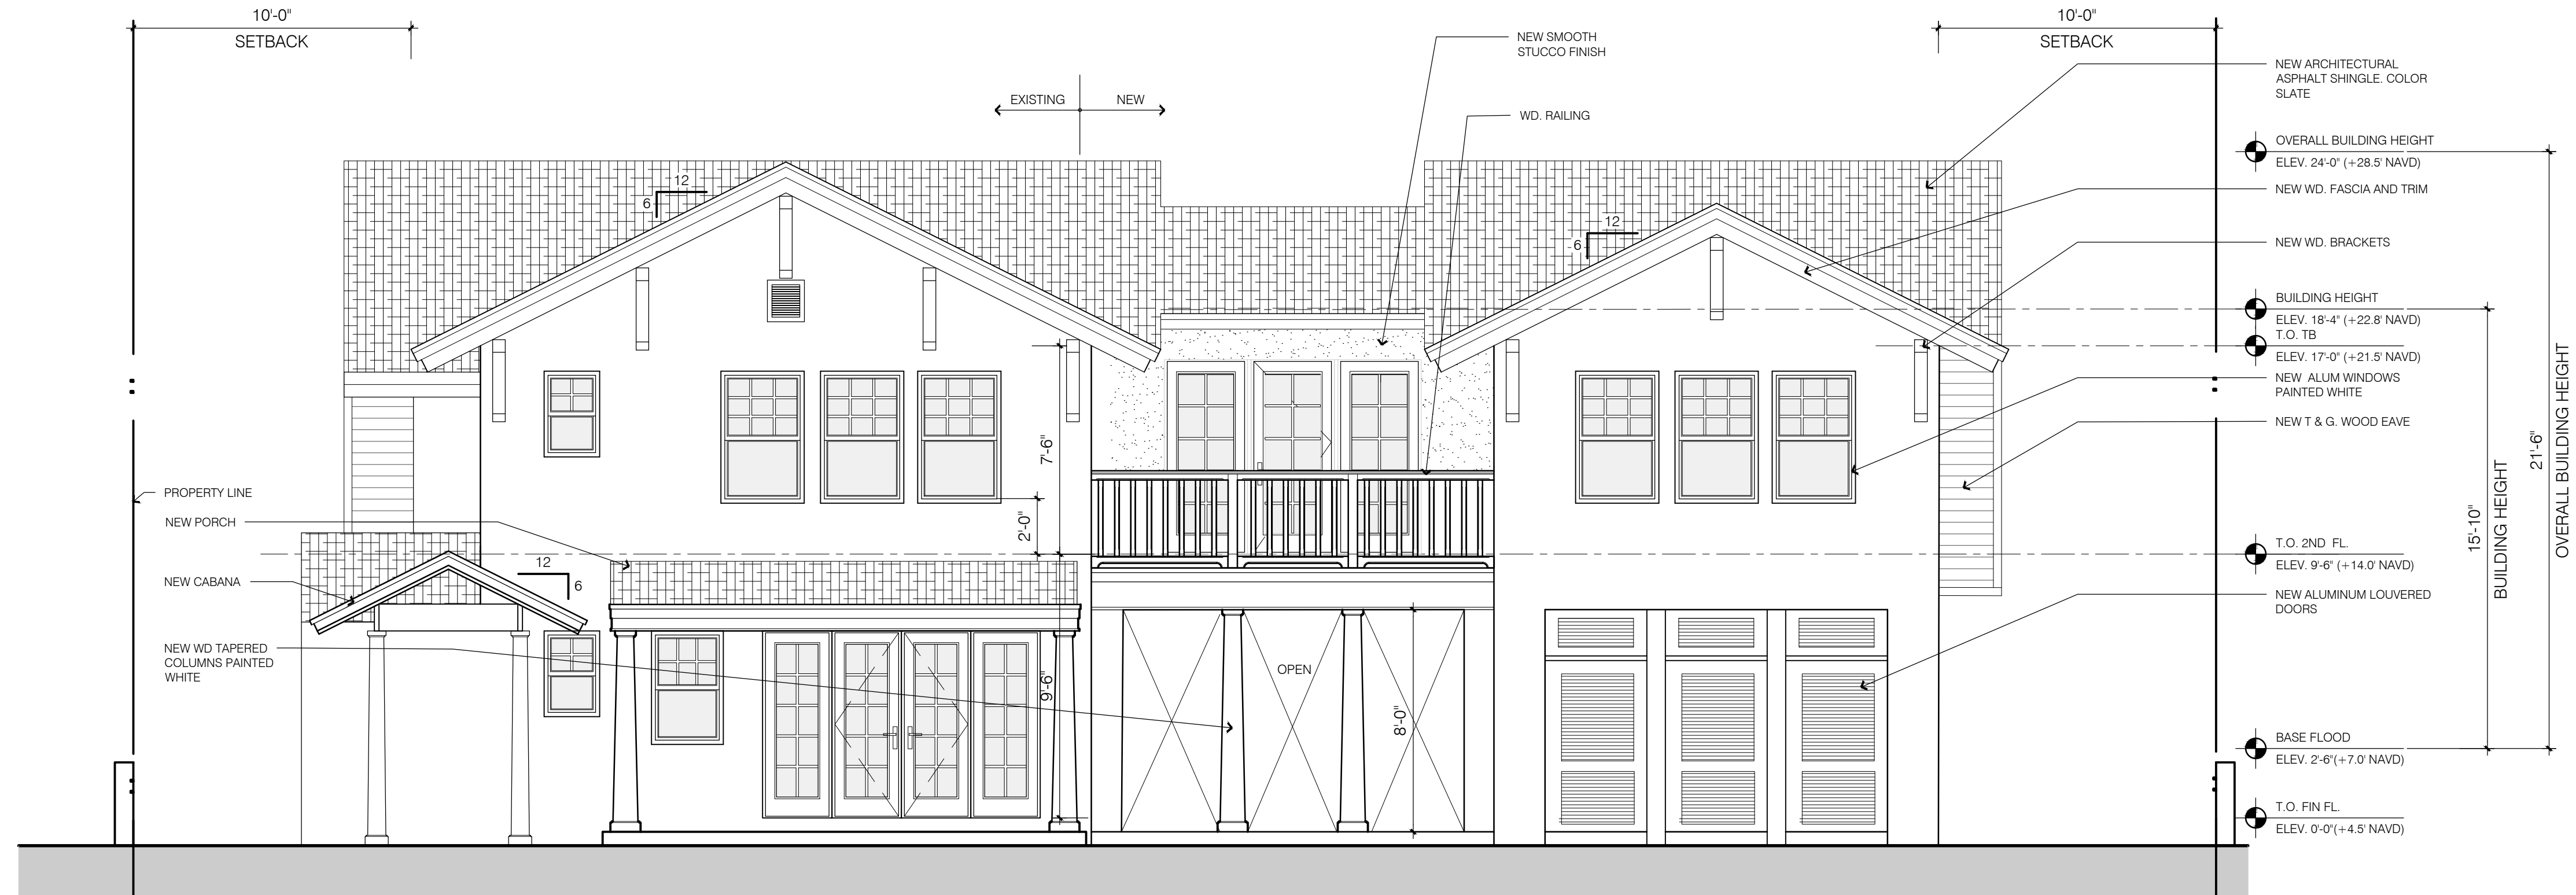 10'-0"
SETBACK
10'-0"
SETBACK
NEW SMOOTH
STUCCO FINISH
EXISTING
NEW
WD. RAILING
NEW ARCHITECTURAL
ASPHALT SHINGLE. COLOR
SLATE
OVERALL BUILDING HEIGHT
ELEV. 24'-0" (+28.5' NAVD)
NEW WD. FASCIA AND TRIM
12
6
12
6
NEW WD. BRACKETS
BUILDING HEIGHT
ELEV. 18'-4" (+22.8' NAVD)
T.O. TB
ELEV. 17'-0" (+21.5' NAVD)
NEW ALUM WINDOWS
PAINTED WHITE
NEW T & G. WOOD EAVE
7'-6"
2'-0"
21'-6"
OVERALL BUILDING HEIGHT
15'-10"
BUILDING HEIGHT
PROPERTY LINE
NEW PORCH
12
6
NEW CABANA
T.O. 2ND FL.
ELEV. 9'-6" (+14.0' NAVD)
NEW ALUMINUM LOUVERED
DOORS
NEW WD TAPERED
COLUMNS PAINTED
WHITE
OPEN
9'-6"
8'-0"
BASE FLOOD
ELEV. 2'-6"(+7.0' NAVD)
T.O. FIN FL.
ELEV. 0'-0"(+4.5' NAVD)